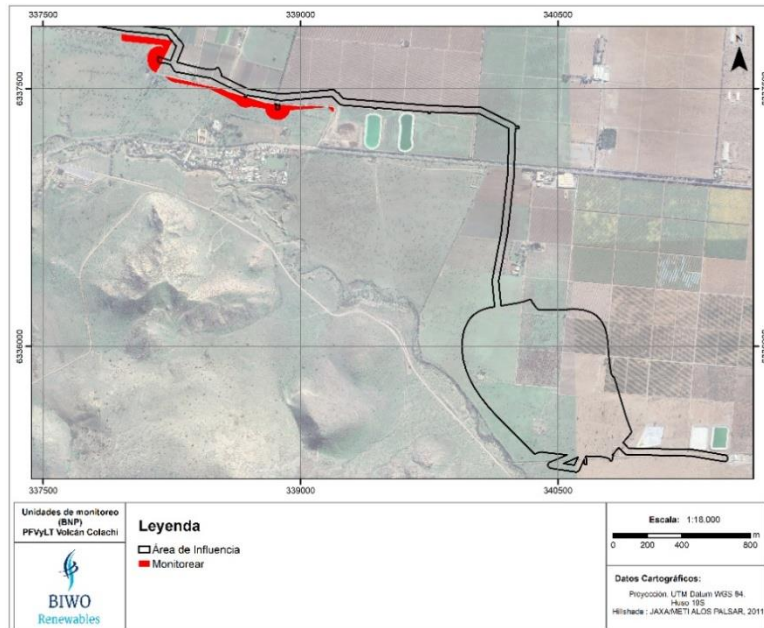 337500
339000
340500
6337500
6337500
N
6336000
6336000
337500
339000
340500
Unidades de monitoreo
(BNP)
PFVyLT Volcán Colachi
BIWO
Renewables
Leyenda
Área de Influencia
Monitorear
Escala: 1:18.000
m
0 200 400 800
Datos Cartográficos:
Proyección: UTM Datum WGS 84.
Huso 19S
Hillshade : JAXA/METI ALOS PALSAR, 2011